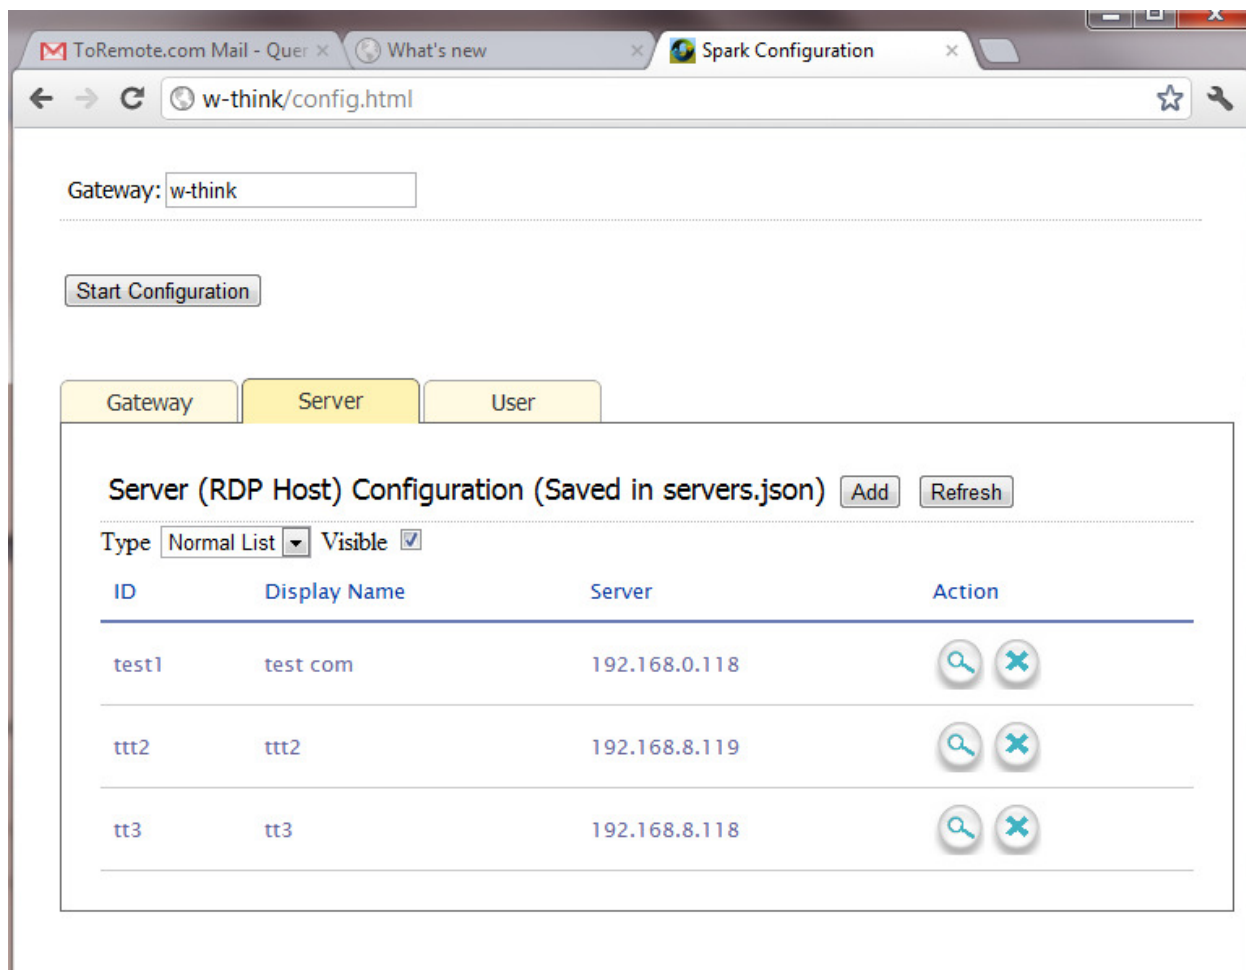 ToRemote.com Mail - Quer What's new Spark Configuration
w-think/config.html
Gateway: w-think
Start Configuration
Gateway Server User
Server (RDP Host) Configuration (Saved in servers.json) Add Refresh
Type Normal List Visible
ID Display Name Server Action
test1 test com 192.168.0.118
ttt2 ttt2 192.168.8.119
tt3 tt3 192.168.8.118